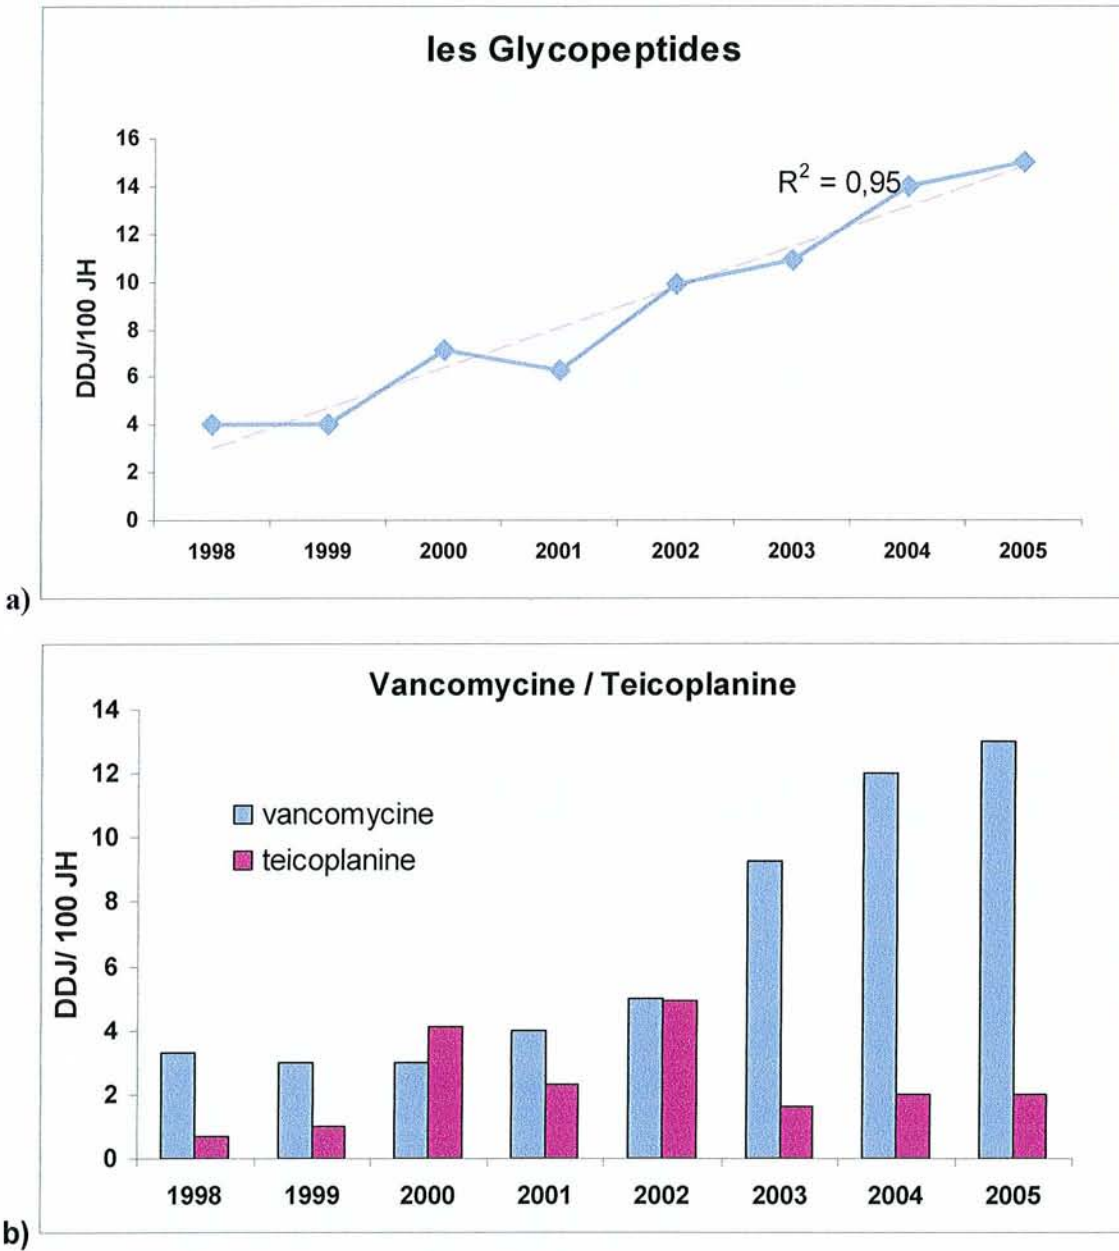 les Glycopeptides
16
14
12
10
8
6
4
2
0
DDJ/100 JH
R² = 0,95
1998 1999 2000 2001 2002 2003 2004 2005
a)
Vancomycine / Teicoplanine
14
12
10
8
6
4
2
0
DDJ/ 100 JH
vancomycine
teicoplanine
1998 1999 2000 2001 2002 2003 2004 2005
b)